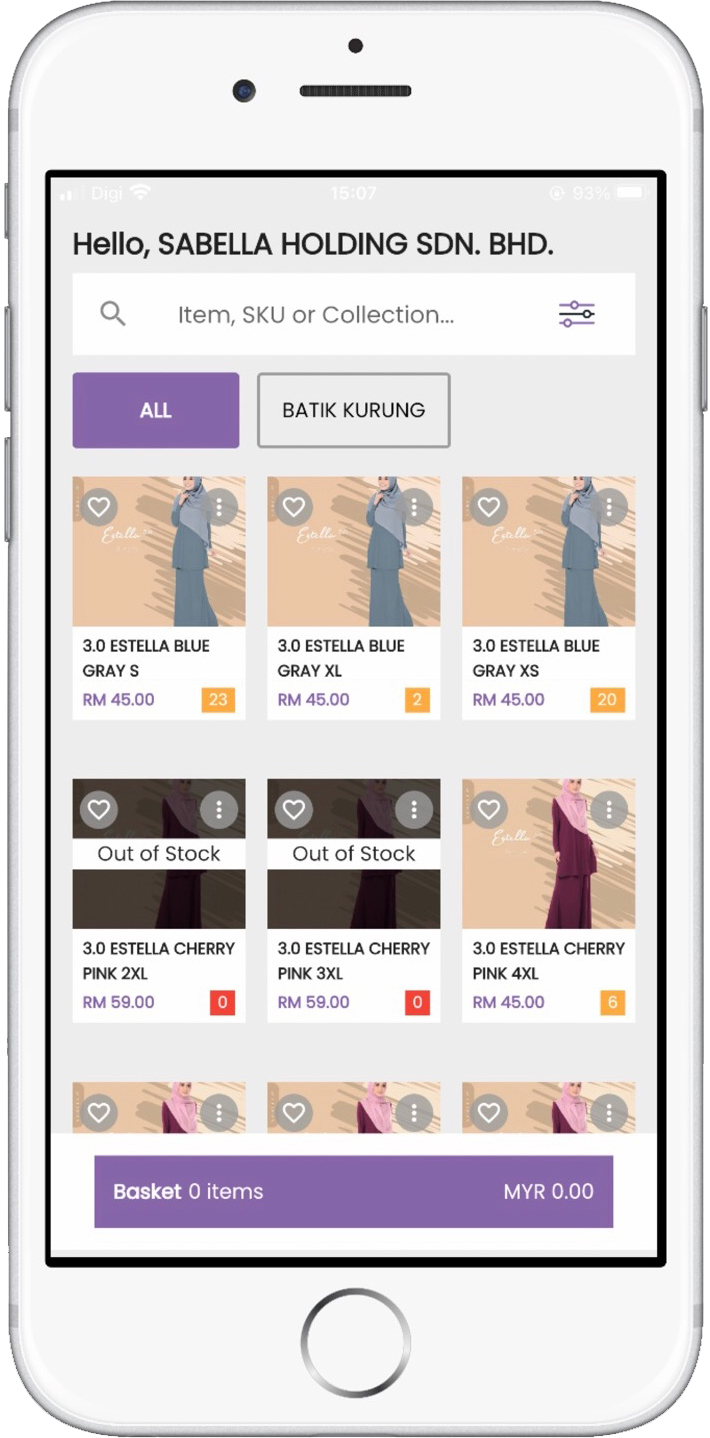 Digi 15:07 93%
Hello, SABELLA HOLDING SDN. BHD.
Item, SKU or Collection...
ALL BATIK KURUNG
Estella Estella Estella
3.0 ESTELLA BLUE
GRAY S
RM 45.00 23
3.0 ESTELLA BLUE
GRAY XL
RM 45.00 2
3.0 ESTELLA BLUE
GRAY XS
RM 45.00 20
Out of Stock
3.0 ESTELLA CHERRY
PINK 2XL
RM 59.00 0
Out of Stock
3.0 ESTELLA CHERRY
PINK 3XL
RM 59.00 0
Estella
3.0 ESTELLA CHERRY
PINK 4XL
RM 45.00 6
Basket 0 items MYR 0.00